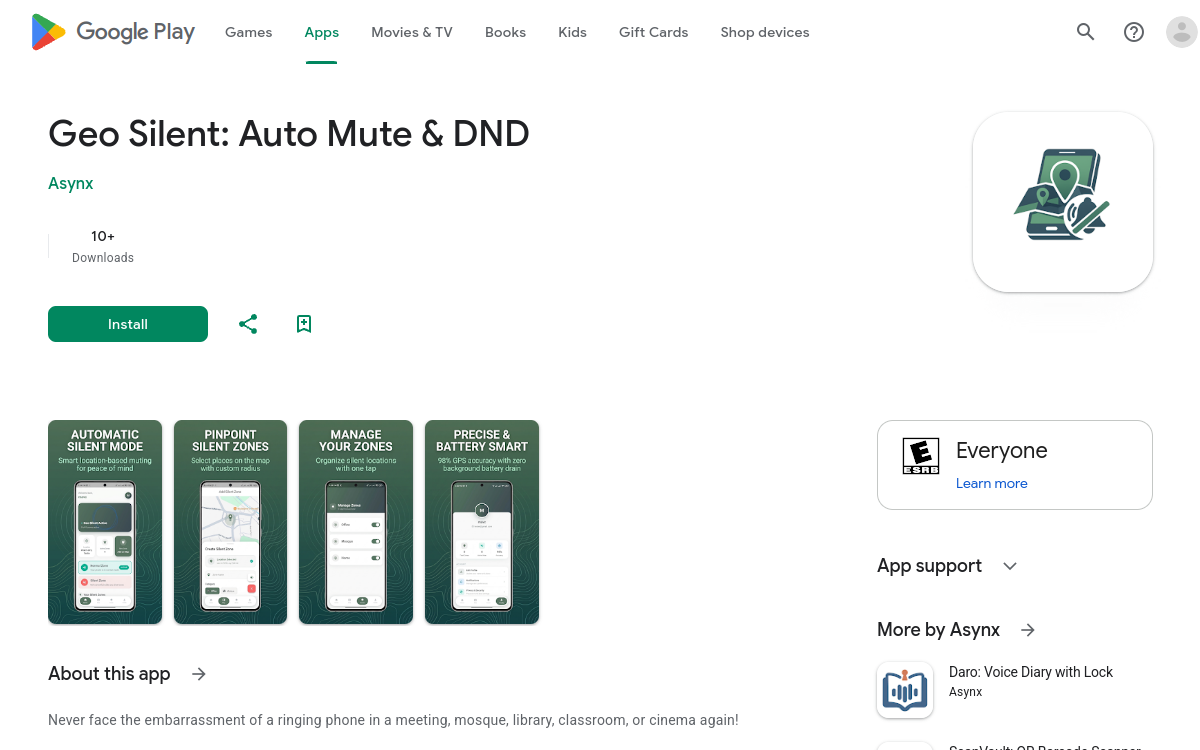 Google Play
Games
Apps
Movies & TV
Books
Kids
Gift Cards
Shop devices
Geo Silent: Auto Mute & DND
Asynx
10+
Downloads
Install
AUTOMATIC
SILENT MODE
Smart location-based muting
for peace of mind
PINPOINT
SILENT ZONES
Select places on the map
with custom radius
MANAGE
YOUR ZONES
Organize silent locations
with one tap
PRECISE &
BATTERY SMART
98% GPS accuracy with zero
background battery drain
E
ESRB
Everyone
Learn more
App support
More by Asynx
Daro: Voice Diary with Lock
Asynx
About this app
Never face the embarrassment of a ringing phone in a meeting, mosque, library, classroom, or cinema again!